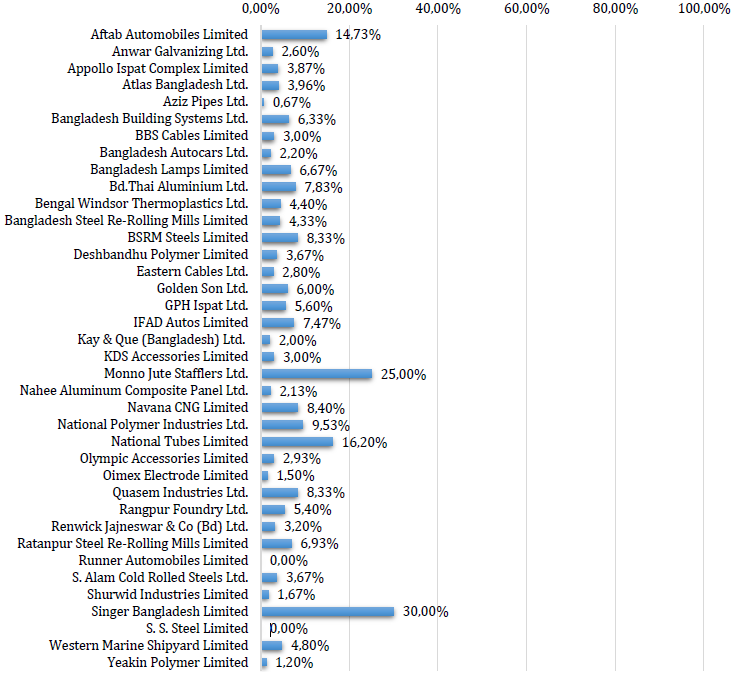 0,00% 20,00% 40,00% 60,00% 80,00% 100,00%
Aftab Automobiles Limited 14,73%
Anwar Galvanizing Ltd. 2,60%
Appollo Ispat Complex Limited 3,87%
Atlas Bangladesh Ltd. 3,96%
Aziz Pipes Ltd. 0,67%
Bangladesh Building Systems Ltd. 6,33%
BBS Cables Limited 3,00%
Bangladesh Autocars Ltd. 2,20%
Bangladesh Lamps Limited 6,67%
Bd.Thai Aluminium Ltd. 7,83%
Bengal Windsor Thermoplastics Ltd. 4,40%
Bangladesh Steel Re-Rolling Mills Limited 4,33%
BSRM Steels Limited 8,33%
Deshbandhu Polymer Limited 3,67%
Eastern Cables Ltd. 2,80%
Golden Son Ltd. 6,00%
GPH Ispat Ltd. 5,60%
IFAD Autos Limited 7,47%
Kay & Que (Bangladesh) Ltd. 2,00%
KDS Accessories Limited 3,00%
Monno Jute Stafflers Ltd. 25,00%
Nahee Aluminum Composite Panel Ltd. 2,13%
Navana CNG Limited 8,40%
National Polymer Industries Ltd. 9,53%
National Tubes Limited 16,20%
Olympic Accessories Limited 2,93%
Oimex Electrode Limited 1,50%
Quasem Industries Ltd. 8,33%
Rangpur Foundry Ltd. 5,40%
Renwick Jajneswar & Co (Bd) Ltd. 3,20%
Ratanpur Steel Re-Rolling Mills Limited 6,93%
Runner Automobiles Limited 0,00%
S. Alam Cold Rolled Steels Ltd. 3,67%
Shurwid Industries Limited 1,67%
Singer Bangladesh Limited 30,00%
S. S. Steel Limited 0,00%
Western Marine Shipyard Limited 4,80%
Yeakin Polymer Limited 1,20%